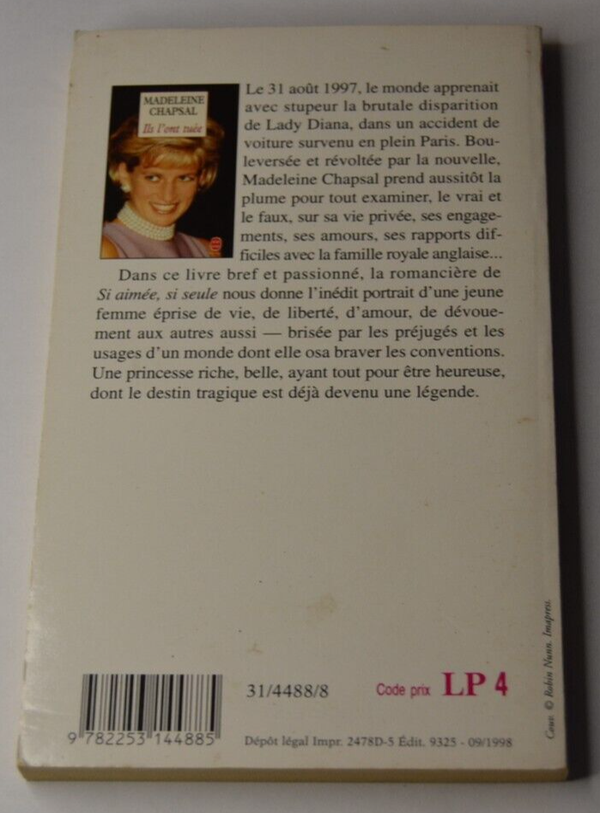 MADELEINE
CHAPSAL
Ils l'ont tuée
Le 31 août 1997, le monde apprenait
avec stupeur la brutale disparition
de Lady Diana, dans un accident de
voiture survenu en plein Paris. Bou-
leversée et révoltée par la nouvelle,
Madeleine Chapsal prend aussitôt la
plume pour tout examiner, le vrai et
le faux, sur sa vie privée, ses engage-
ments, ses amours, ses rapports dif-
ficiles avec la famille royale anglaise...
Dans ce livre bref et passionné, la romancière de
Si aimée, si seule nous donne l'inédit portrait d'une jeune
femme éprise de vie, de liberté, d'amour, de dévoue-
ment aux autres aussi — brisée par les préjugés et les
usages d'un monde dont elle osa braver les conventions.
Une princesse riche, belle, ayant tout pour être heureuse,
dont le destin tragique est déjà devenu une légende.
Couv. © Robin Nunn. Imapress.
31/4488/8
Code prix LP 4
9 782253 144885
Dépôt légal Impr. 2478D-5 Édit. 9325 - 09/1998